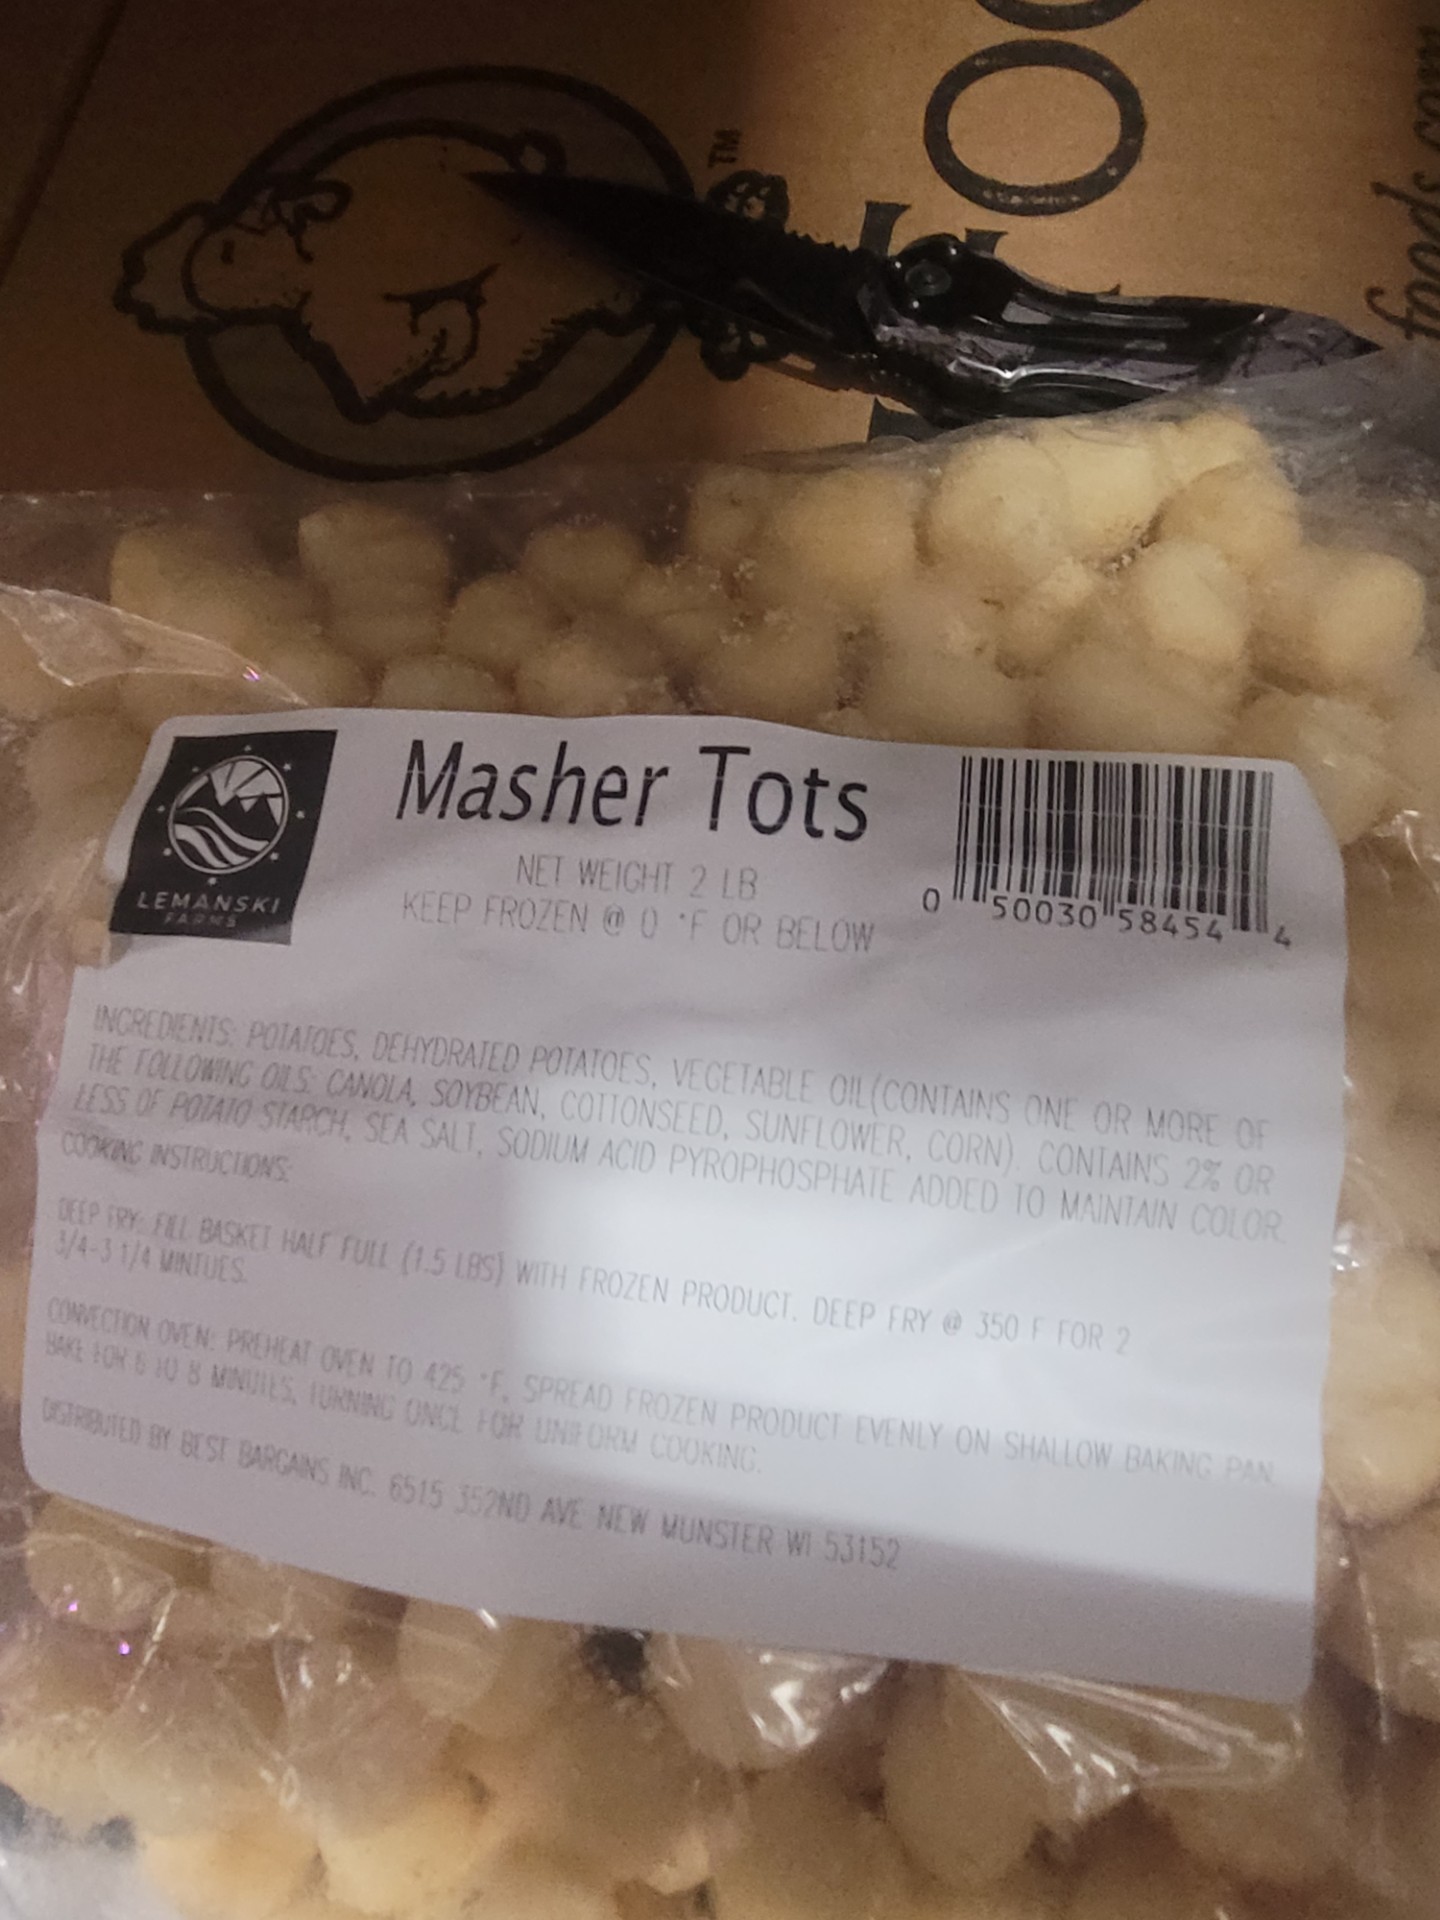 TM
OO
foods.com
Masher Tots
NET WEIGHT 2 LB
KEEP FROZEN @ 0 °F OR BELOW
LEMANSKI
FARMS
0 50030 58454 4
INGREDIENTS: POTATOES, DEHYDRATED POTATOES, VEGETABLE OIL(CONTAINS ONE OR MORE OF
THE FOLLOWING OILS: CANOLA, SOYBEAN, COTTONSEED, SUNFLOWER, CORN). CONTAINS 2% OR
LESS OF POTATO STARCH, SEA SALT, SODIUM ACID PYROPHOSPHATE ADDED TO MAINTAIN COLOR.
COOKING INSTRUCTIONS:
DEEP FRY: FILL BASKET HALF FULL (1.5 LBS) WITH FROZEN PRODUCT. DEEP FRY @ 350 F FOR 2
3/4-3 1/4 MINTUES.
CONVECTION OVEN: PREHEAT OVEN TO 425 °F. SPREAD FROZEN PRODUCT EVENLY ON SHALLOW BAKING PAN.
BAKE FOR 6 TO 8 MINUTES, TURNING ONCE FOR UNIFORM COOKING.
DISTRIBUTED BY BEST BARGAINS INC. 6515 352ND AVE NEW MUNSTER WI 53152